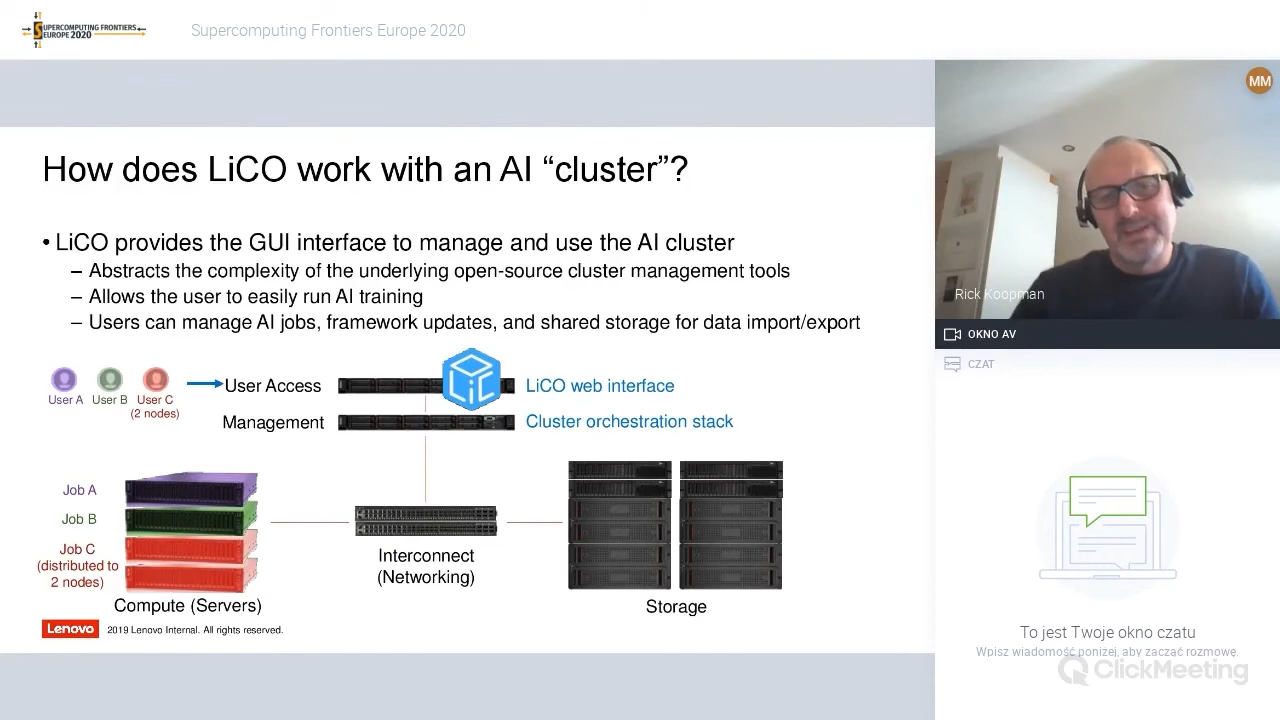 SUPERCOMPUTING FRONTIERS
EUROPE 2020
Supercomputing Frontiers Europe 2020
How does LiCO work with an AI “cluster”?
• LiCO provides the GUI interface to manage and use the AI cluster
– Abstracts the complexity of the underlying open-source cluster management tools
– Allows the user to easily run AI training
– Users can manage AI jobs, framework updates, and shared storage for data import/export
User A
User B
User C
(2 nodes)
User Access
LiCO
LiCO web interface
Management
Cluster orchestration stack
Job A
Job B
Job C
(distributed to
2 nodes)
Compute (Servers)
Interconnect
(Networking)
Storage
Lenovo
2019 Lenovo Internal. All rights reserved.
MM
Rick Koopman
OKNO AV
CZAT
To jest Twoje okno czatu
Wpisz wiadomość poniżej, aby zacząć rozmowę.
ClickMeeting